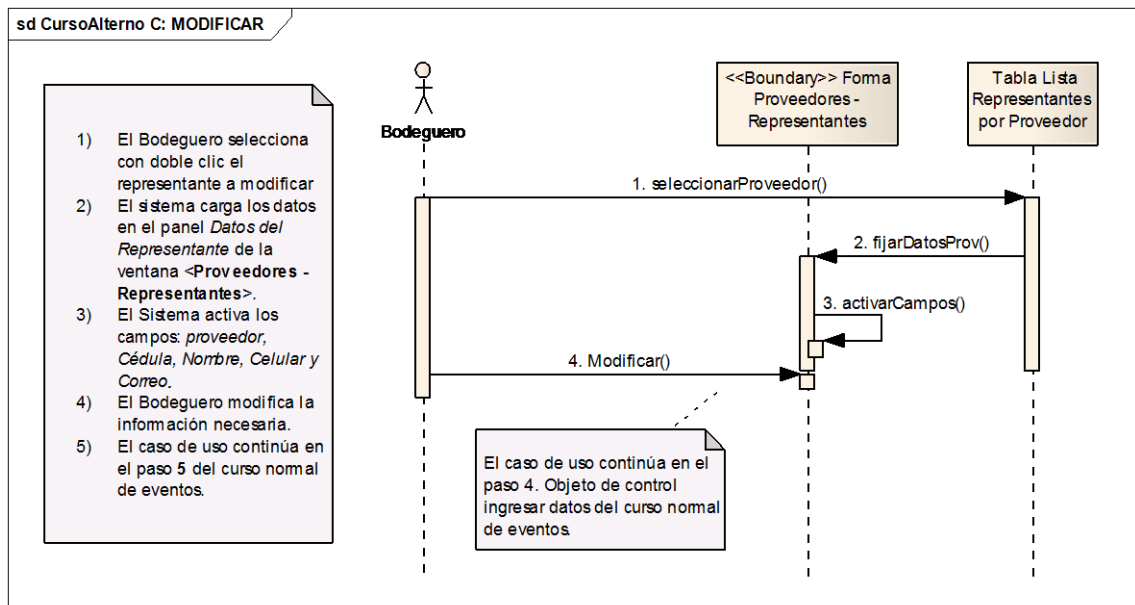 sd CursoAlterno C: MODIFICAR
1) El Bodeguero selecciona
con doble clic el
representante a modificar
2) El sistema carga los datos
en el panel Datos del
Representante de la
ventana <Proveedores -
Representantes>.
3) El Sistema activa los
campos: proveedor,
Cédula, Nombre, Celular y
Correo.
4) El Bodeguero modifica la
información necesaria.
5) El caso de uso continúa en
el paso 5 del curso normal
de eventos.
Bodeguero
<<Boundary>> Forma
Proveedores -
Representantes
Tabla Lista
Representantes
por Proveedor
1. seleccionarProveedor()
2. fijarDatosProv()
3. activarCampos()
4. Modificar()
El caso de uso continúa en el
paso 4. Objeto de control
ingresar datos del curso normal
de eventos.